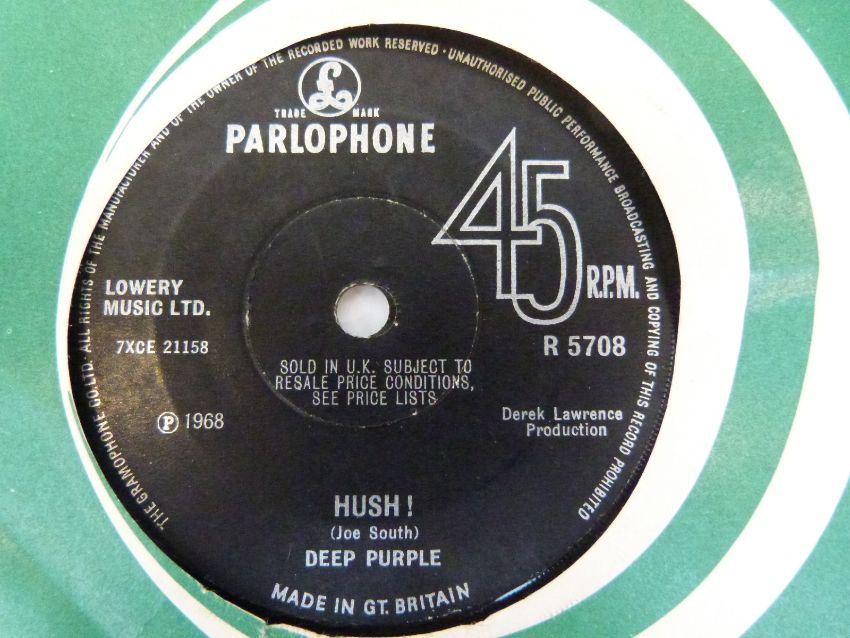 THE GRAMOPHONE CO. LTD. ALL RIGHTS OF THE MANUFACTURER AND OF THE OWNER OF THE RECORDED WORK RESERVED · UNAUTHORISED PUBLIC PERFORMANCE BROADCASTING AND COPYING OF THIS RECORD PROHIBITED
£
TRADE MARK
PARLOPHONE
45
R.P.M.
LOWERY
MUSIC LTD.
7XCE 21158
R 5708
SOLD IN U.K. SUBJECT TO
RESALE PRICE CONDITIONS,
SEE PRICE LISTS
Ⓟ 1968
Derek Lawrence
Production
HUSH !
(Joe South)
DEEP PURPLE
MADE IN GT. BRITAIN